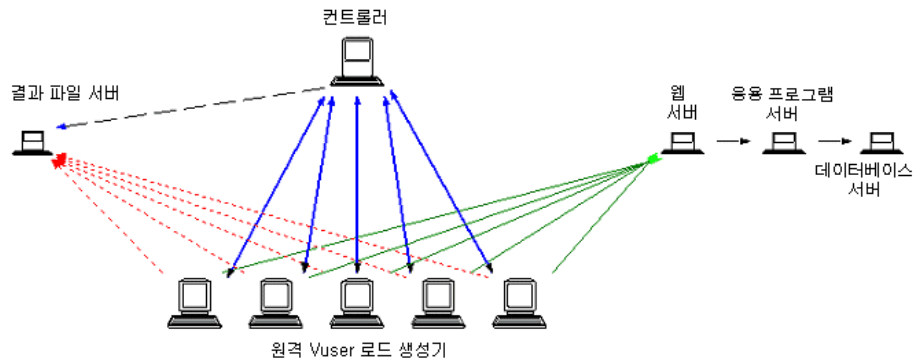 컨트롤러
결과 파일 서버
웹
서버
응용 프로그램
서버
데이터베이스
서버
원격 Vuser 로드 생성기